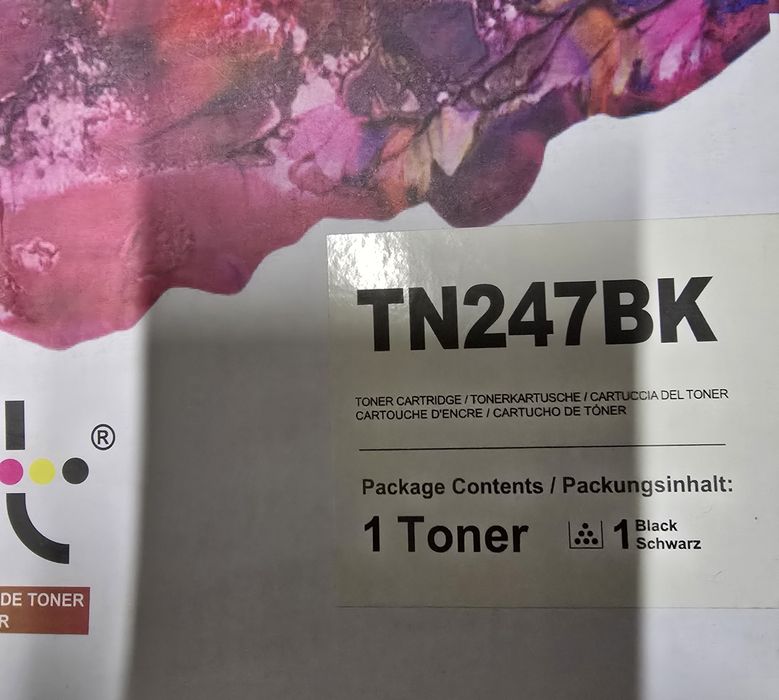 TN247BK
TONER CARTRIDGE / TONERKARTUSCHE / CARTUCCIA DEL TONER
CARTOUCHE D'ENCRE / CARTUCHO DE TÓNER
Package Contents / Packungsinhalt:
1 Toner
1 Black
Schwarz
®
DE TONER
R